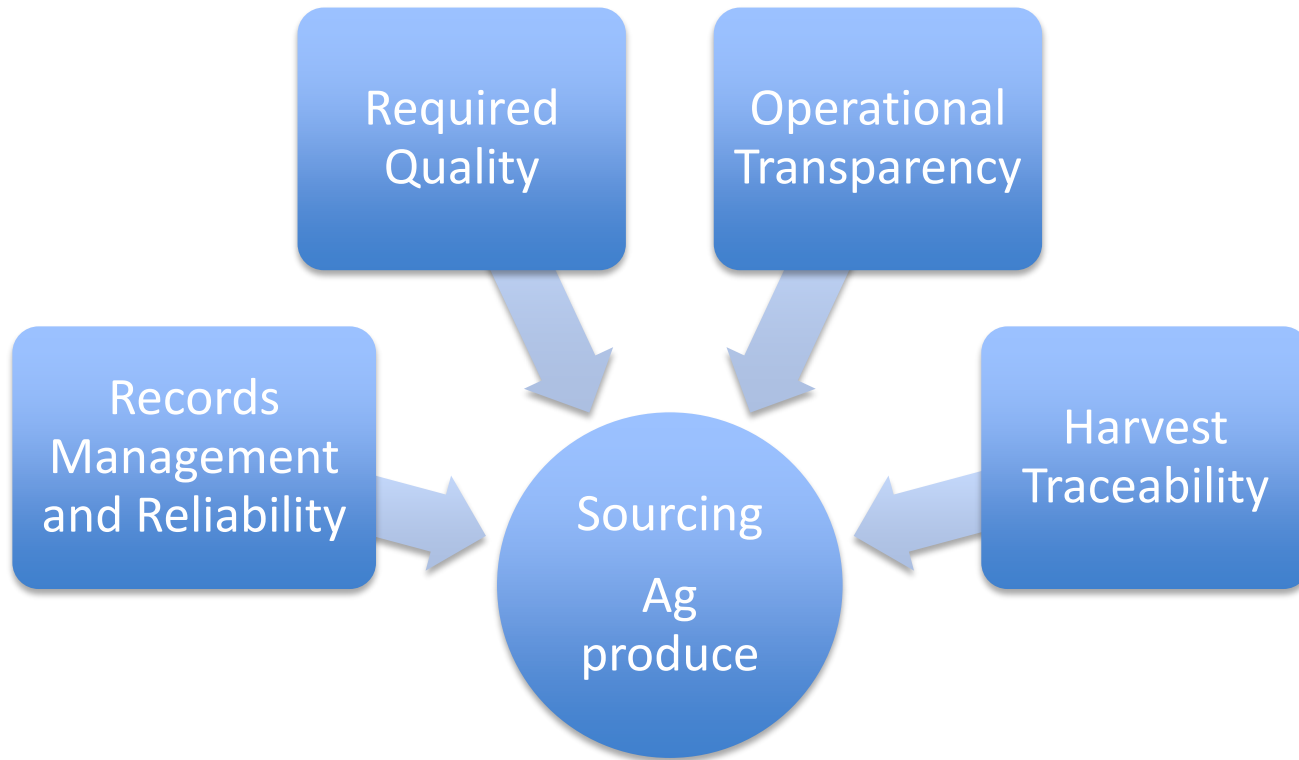 Required
Quality
Operational
Transparency
Records
Management
and Reliability
Harvest
Traceability
Sourcing
Ag
produce